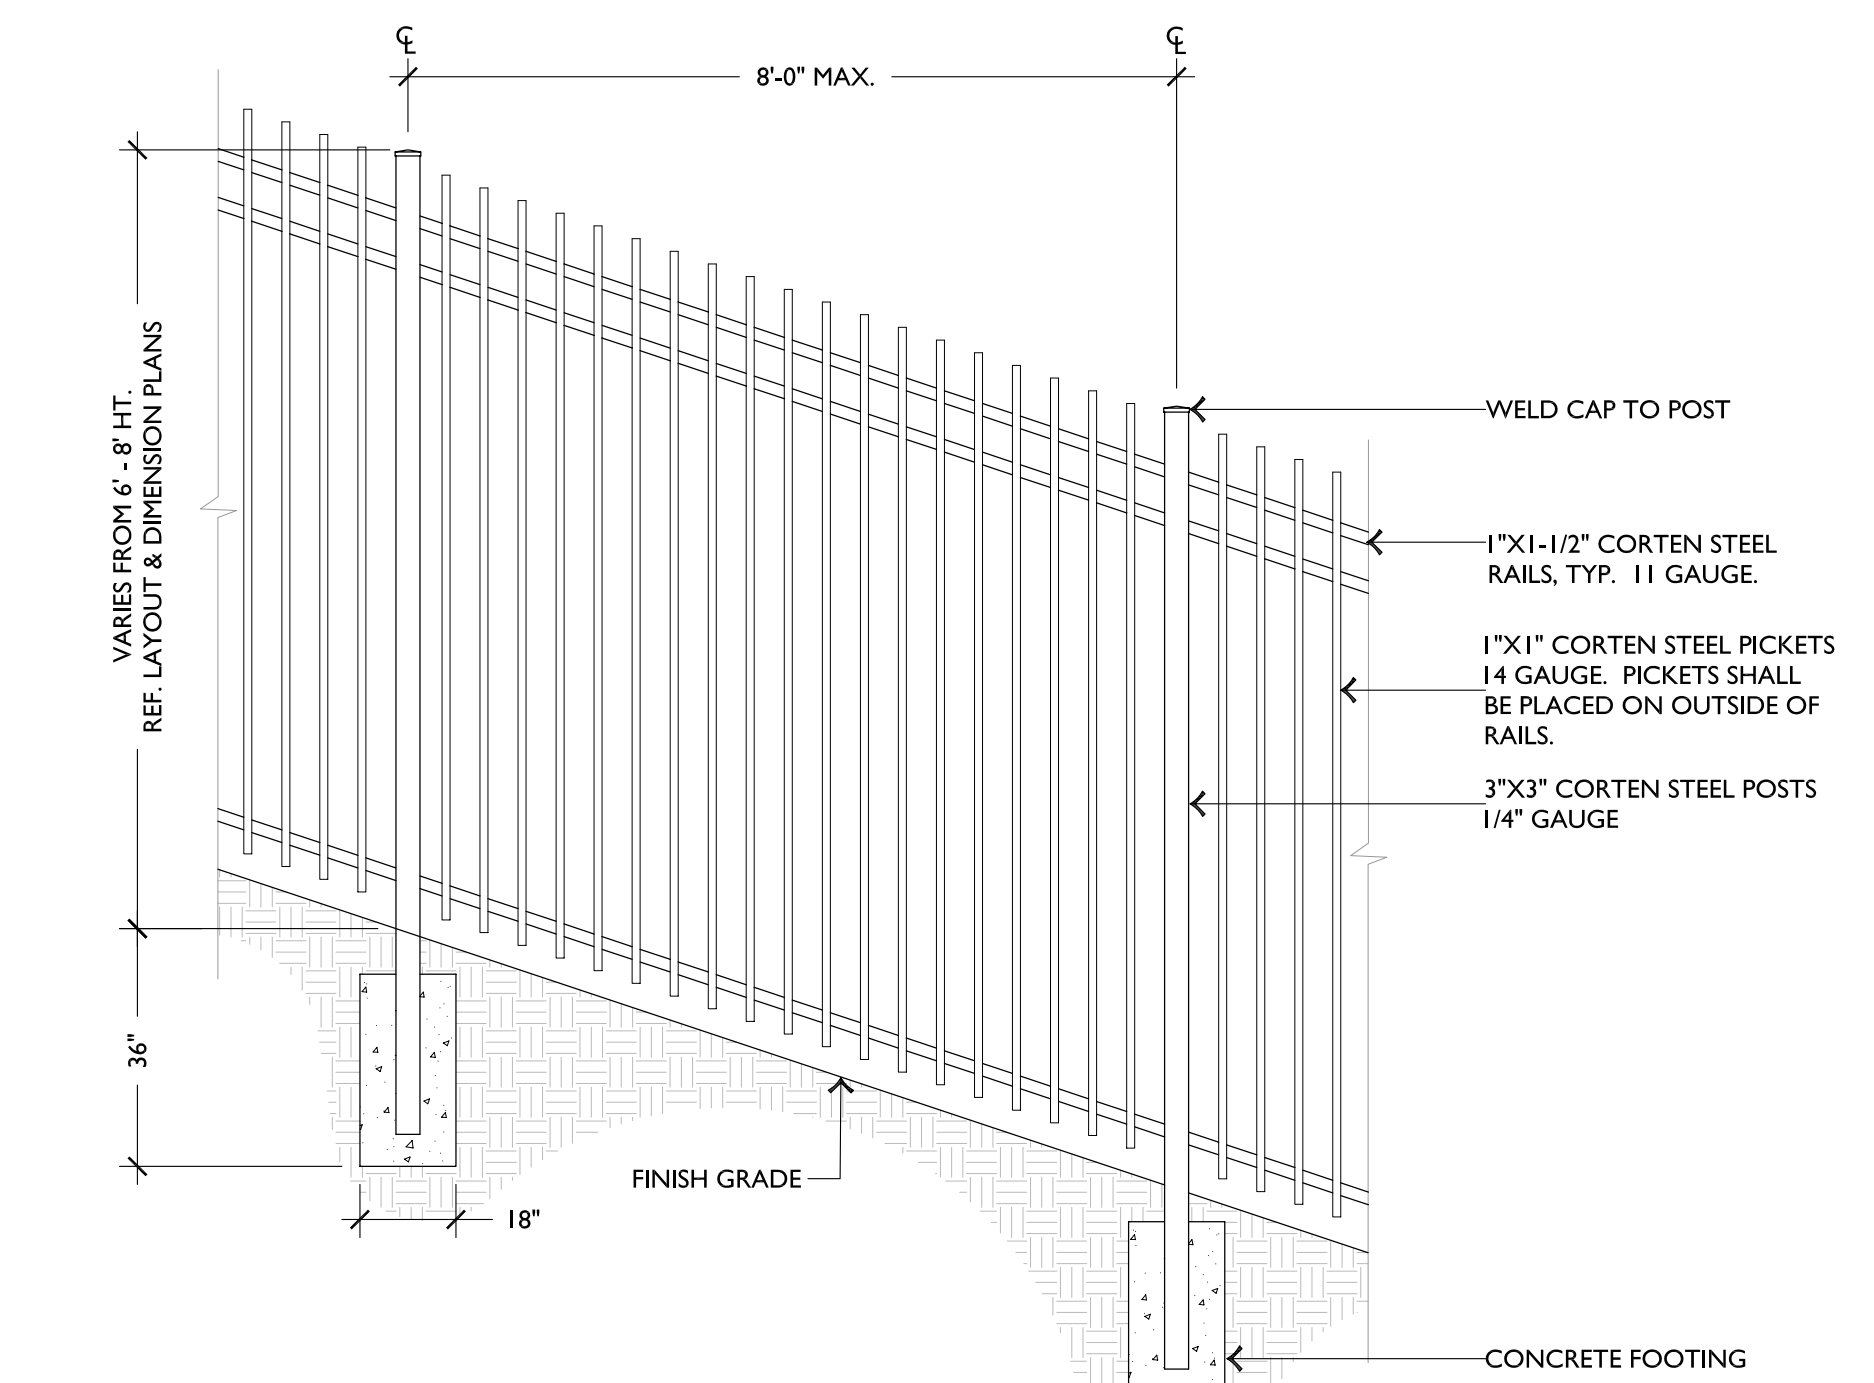 ℄
℄
8'-0" MAX.
VARIES FROM 6' - 8' HT.
REF. LAYOUT & DIMENSION PLANS
WELD CAP TO POST
1"X1-1/2" CORTEN STEEL
RAILS, TYP. 11 GAUGE.
1"X1" CORTEN STEEL PICKETS
14 GAUGE. PICKETS SHALL
BE PLACED ON OUTSIDE OF
RAILS.
3"X3" CORTEN STEEL POSTS
1/4" GAUGE
36"
FINISH GRADE
18"
CONCRETE FOOTING